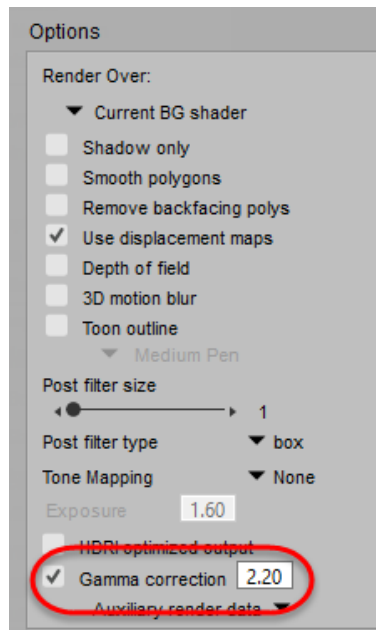 Options
Render Over:
Current BG shader
Shadow only
Smooth polygons
Remove backfacing polys
Use displacement maps
Depth of field
3D motion blur
Toon outline
Medium Pen
Post filter size
1
Post filter type box
Tone Mapping None
Exposure 1.60
HDRI optimized output
Gamma correction 2.20
Auxiliary render data